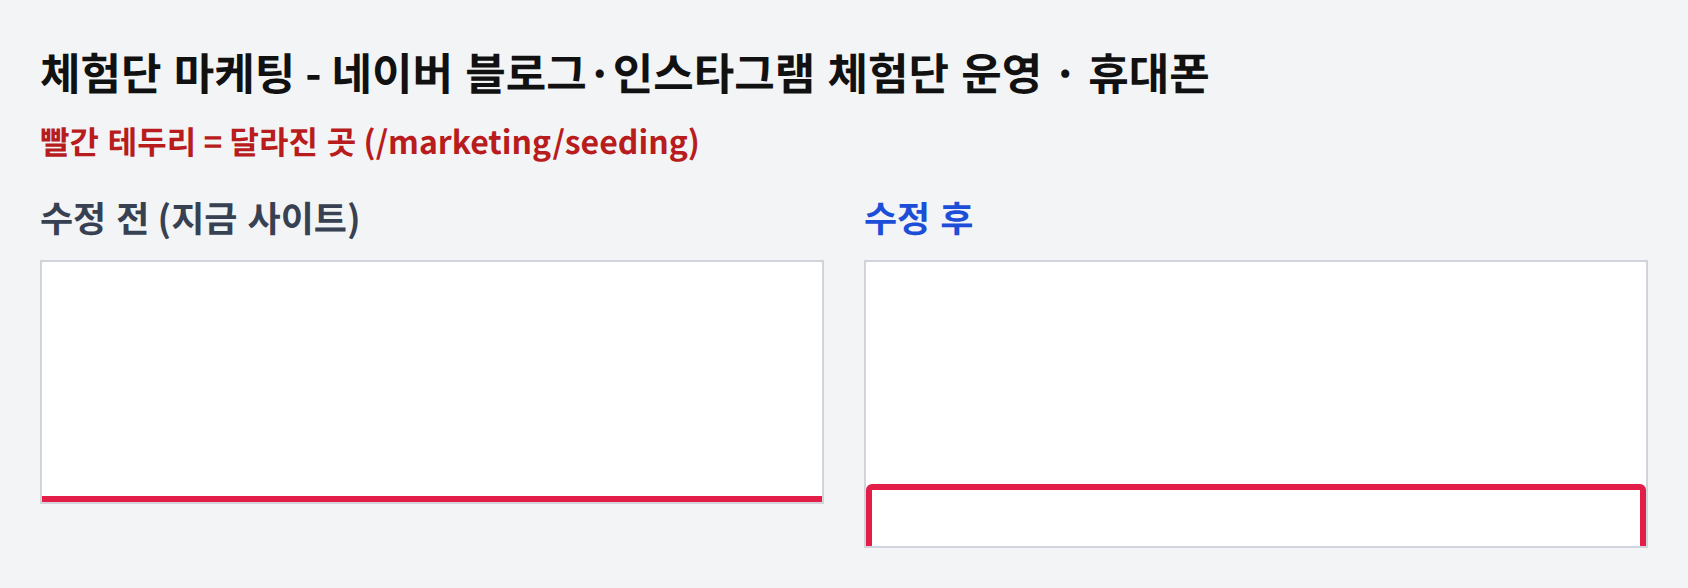 체험단 마케팅 - 네이버 블로그·인스타그램 체험단 운영 · 휴대폰
빨간 테두리 = 달라진 곳 (/marketing/seeding)
수정 전 (지금 사이트)
수정 후